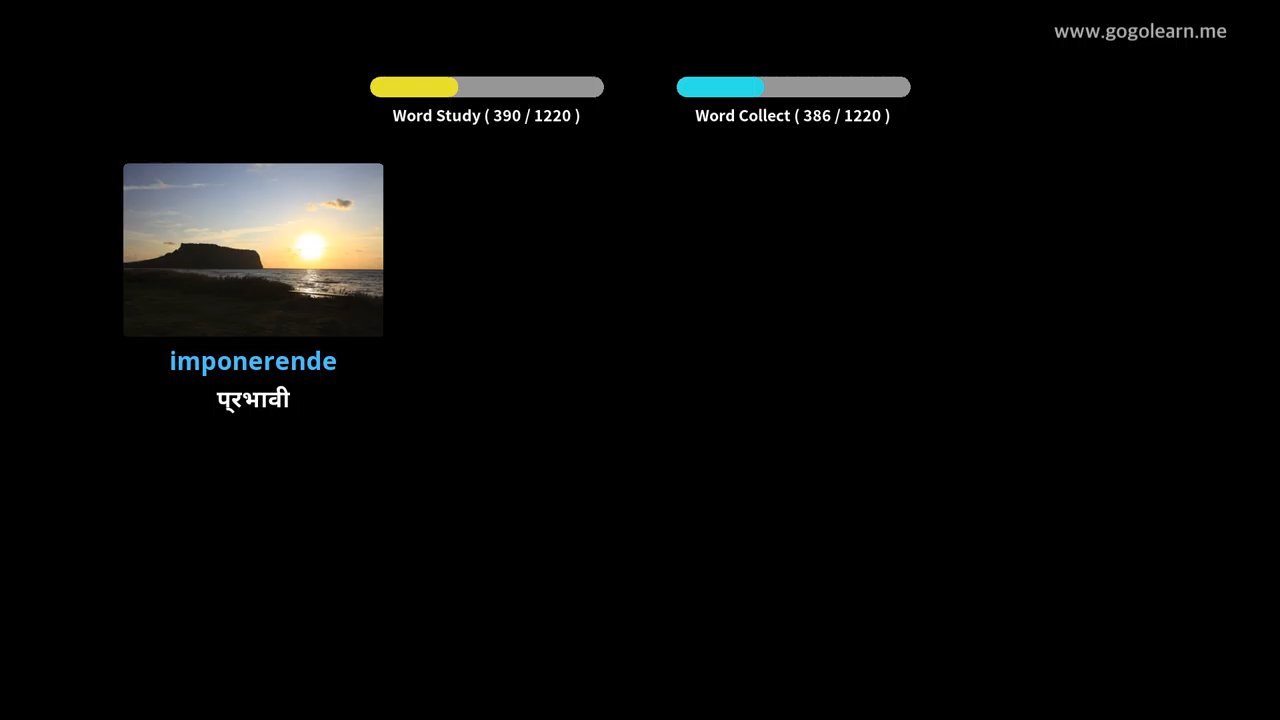 www.gogolearn.me
Word Study ( 390 / 1220 )
Word Collect ( 386 / 1220 )
imponerende
प्रभावी